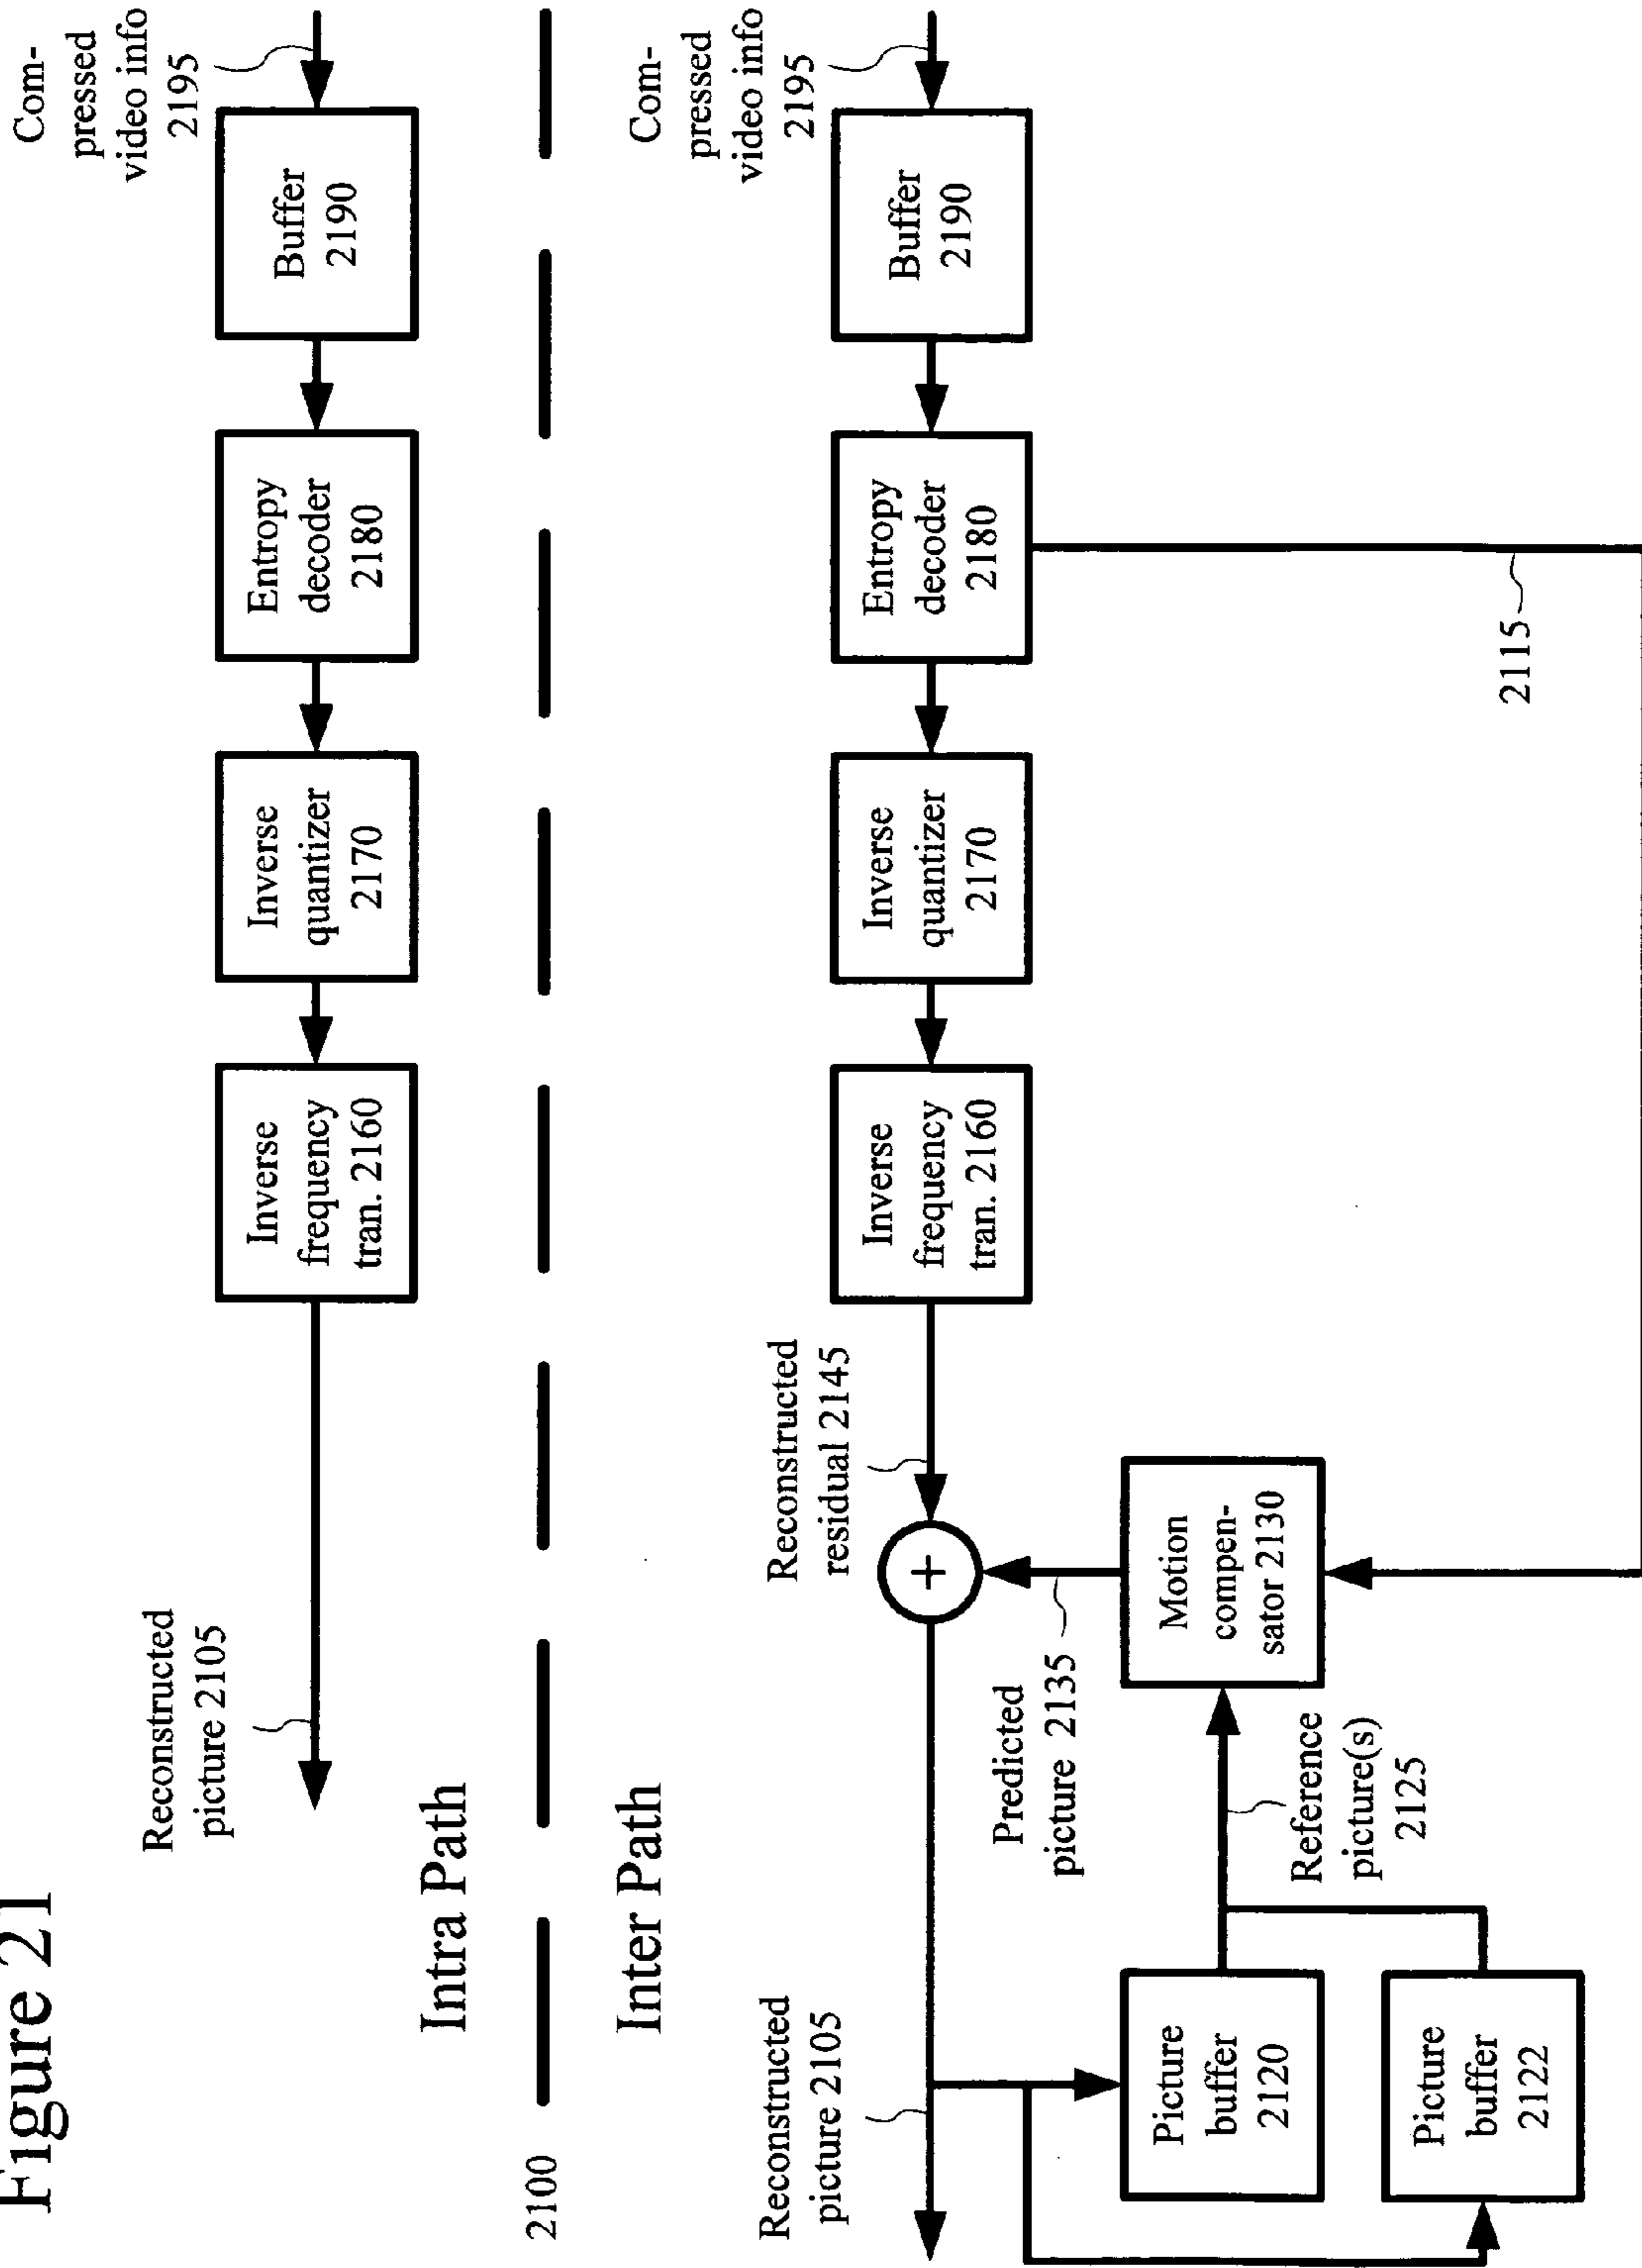 Figure 21
Reconstructed
picture 2105
Inverse
frequency
tran. 2160
Inverse
quantizer
2170
Entropy
decoder
2180
Buffer
2190
Com-
pressed
video info
2195
Intra Path
2100
Inter Path
Reconstructed
picture 2105
Reconstructed
residual 2145
+
Inverse
frequency
tran. 2160
Inverse
quantizer
2170
Entropy
decoder
2180
Buffer
2190
Com-
pressed
video info
2195
Predicted
picture 2135
Picture
buffer
2120
Motion
compen-
sator 2130
Reference
picture(s)
2125
Picture
buffer
2122
2115